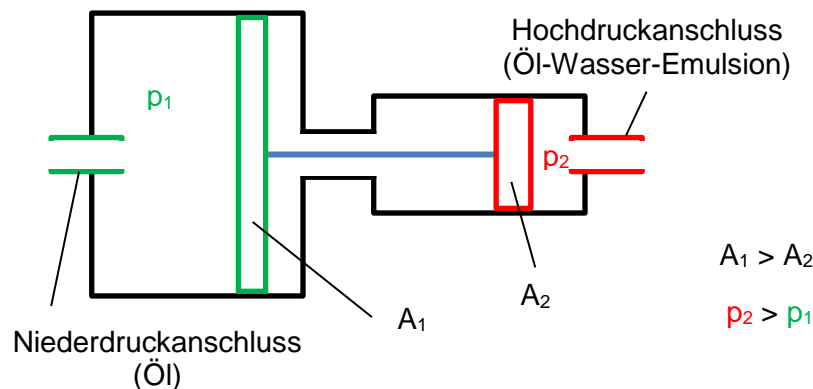 Hochdruckanschluss
(Öl-Wasser-Emulsion)
p₁
p₂
A₁ > A₂
A₂
p₂ > p₁
A₁
Niederdruckanschluss
(Öl)